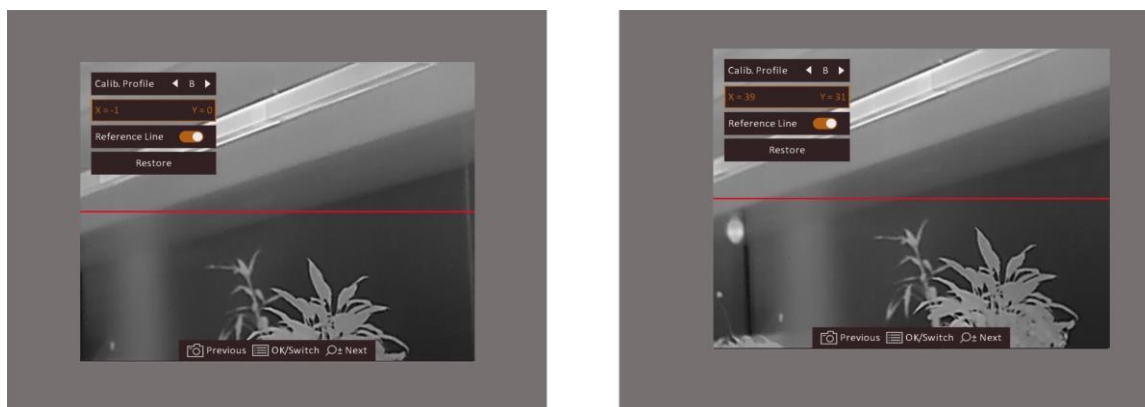 Calib. Profile ◀ B ▶
X = -1 Y = 0
Reference Line
Restore
Previous OK/Switch Next
Calib. Profile ◀ B ▶
X = 39 Y = 31
Reference Line
Restore
Previous OK/Switch Next